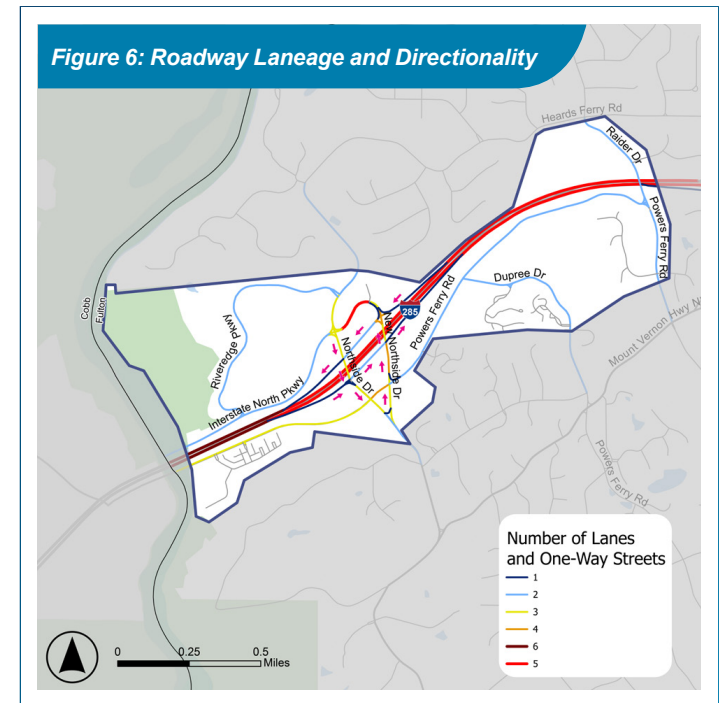 Figure 6: Roadway Laneage and Directionality
Heards Ferry Rd
Raider Dr
Powers Ferry Rd
Dupree Dr
285
Powers Ferry Rd
New Northside Dr
Northside Dr
Mount Vernon Hwy N
Cobb
Fulton
Riveredge Pkwy
Interstate North Pkwy
Powers Ferry Rd
Number of Lanes
and One-Way Streets
1
2
3
4
6
5
0 0.25 0.5
Miles